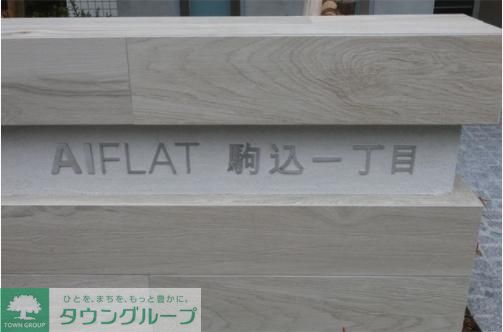 AIFLAT 駒込一丁目
ひとを、まちを、もっと豊かに。
タウングループ
TOWN GROUP